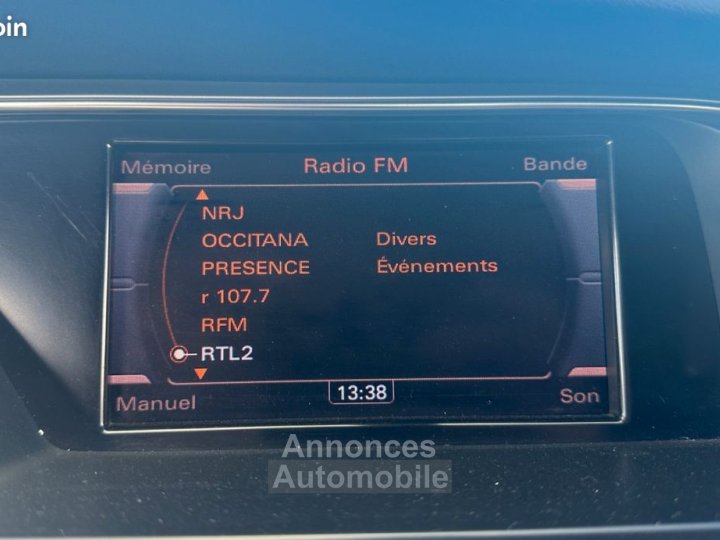 oin
Mémoire Radio FM Bande
NRJ
OCCITANA Divers
PRESENCE Événements
r 107.7
RFM
RTL2
Manuel 13:38 Son
Annonces
Automobile